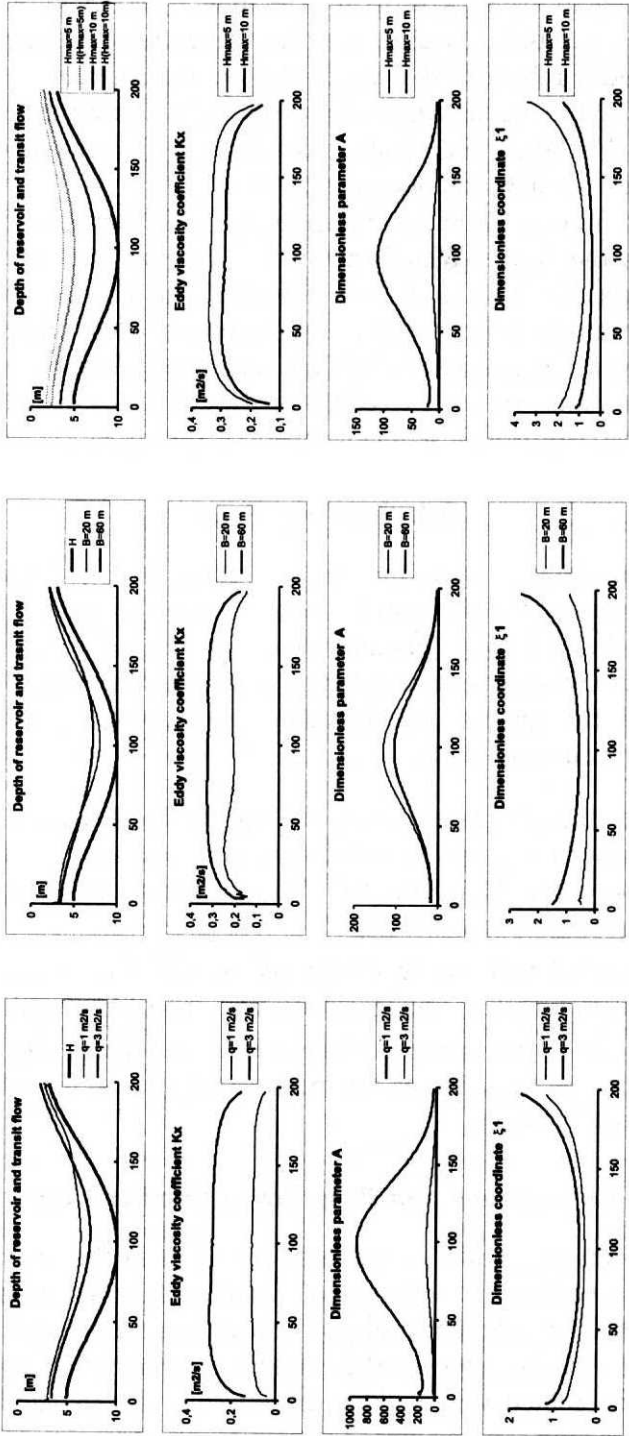 Depth of reservoir and transit flow
[m]
0
5
10
0
50
100
150
200
H
q=1 m2/s
q=3 m2/s
Depth of reservoir and trasnit flow
[m]
0
5
10
0
50
100
150
200
H
B=20 m
B=60 m
Depth of reservoir and transit flow
[m]
0
5
10
0
50
100
150
200
Hmax=5 m
H(Hmax=5m)
Hmax=10 m
H(Hmax=10m)
Eddy viscosity coefficient Kx
[m2/s]
0,4
0,2
0
0
50
100
150
200
q=1 m2/s
q=3 m2/s
Eddy viscosity coefficient Kx
[m2/s]
0,4
0,3
0,2
0,1
0
50
100
150
200
B=20 m
B=60 m
Eddy viscosity coefficient Kx
[m2/s]
0,4
0,3
0,2
0,1
0
50
100
150
200
Hmax=5 m
Hmax=10 m
Dimensionless parameter A
1000
800
600
400
200
0
0
50
100
150
200
q=1 m2/s
q=3 m2/s
Dimensionless parameter A
200
100
0
0
50
100
150
200
B=20 m
B=60 m
Dimensionless parameter A
150
100
50
0
0
50
100
150
200
Hmax=5 m
Hmax=10 m
Dimensionless coordinate ξ1
2
1
0
0
50
100
150
200
q=1 m2/s
q=3 m2/s
Dimensionless coordinate ξ1
3
2
1
0
0
50
100
150
200
B=20 m
B=60 m
Dimensionless coordinate ξ1
4
3
2
1
0
0
50
100
150
200
Hmax=5 m
Hmax=10 m